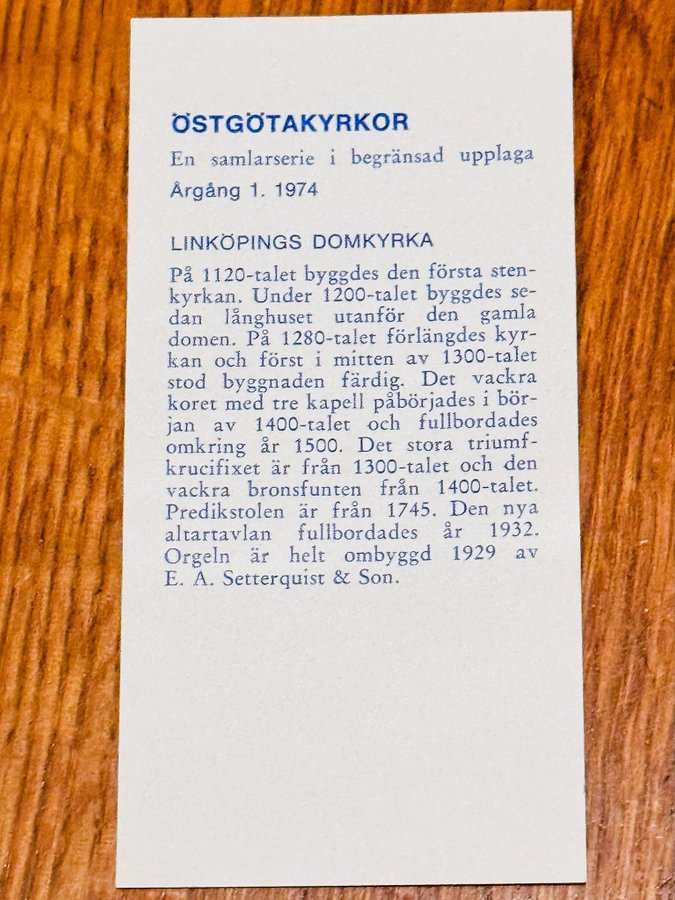 ÖSTGÖTAKYRKOR
En samlarserie i begränsad upplaga
Årgång 1. 1974
LINKÖPINGS DOMKYRKA
På 1120-talet byggdes den första sten-
kyrkan. Under 1200-talet byggdes se-
dan långhuset utanför den gamla
domen. På 1280-talet förlängdes kyr-
kan och först i mitten av 1300-talet
stod byggnaden färdig. Det vackra
koret med tre kapell påbörjades i bör-
jan av 1400-talet och fullbordades
omkring år 1500. Det stora triumf-
krucifixet är från 1300-talet och den
vackra bronsfunten från 1400-talet.
Predikstolen är från 1745. Den nya
altartavlan fullbordades år 1932.
Orgeln är helt ombyggd 1929 av
E. A. Setterquist & Son.